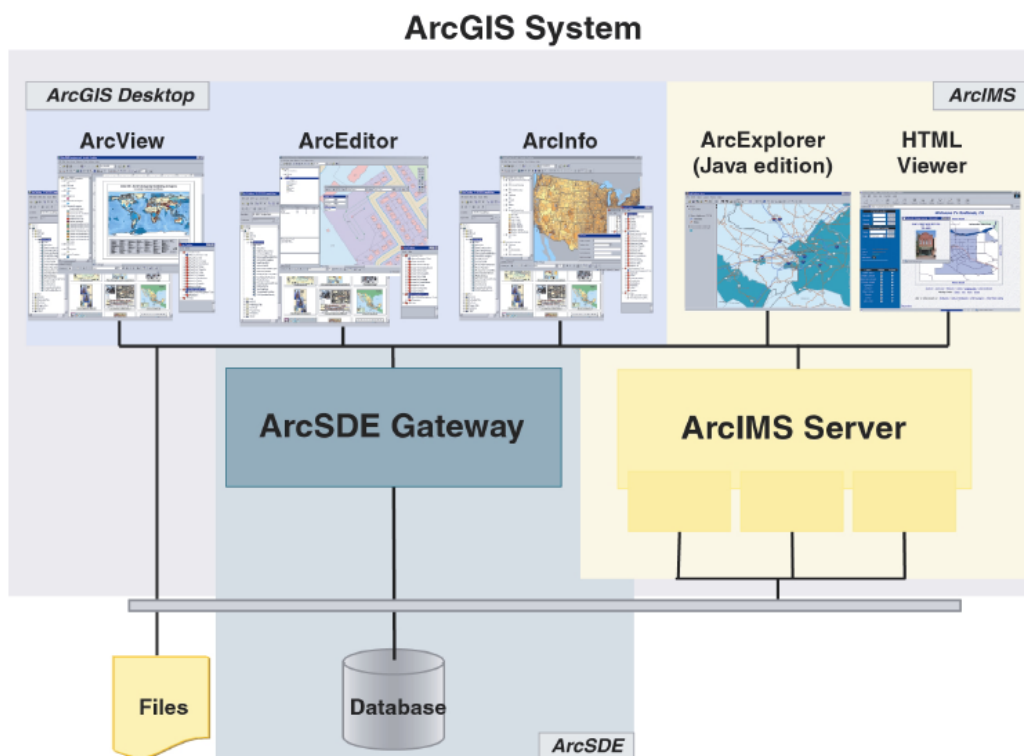 ArcGIS System
ArcGIS Desktop
ArcIMS
ArcView
ArcEditor
ArcInfo
ArcExplorer
(Java edition)
HTML
Viewer
ArcSDE Gateway
ArcIMS Server
Files
Database
ArcSDE